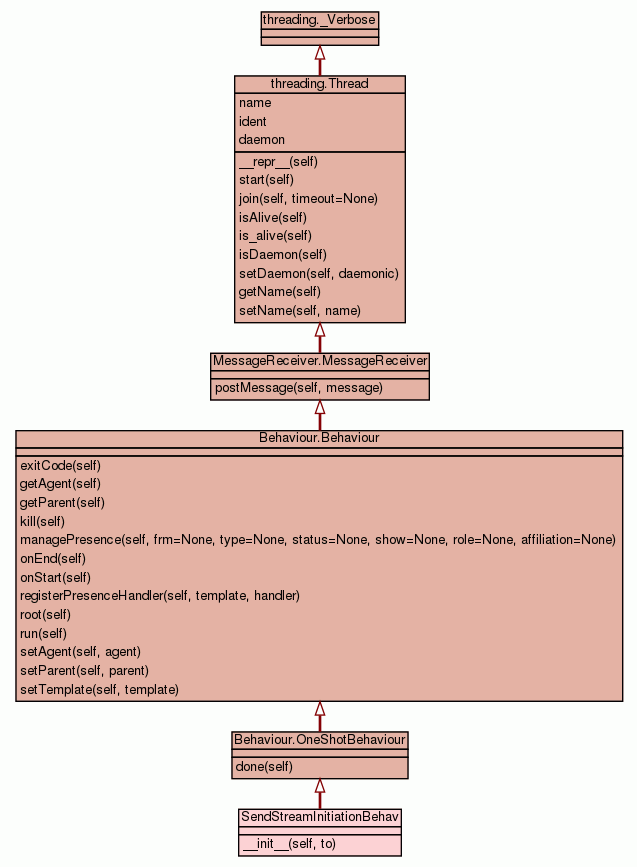 threading._Verbose
threading.Thread
name
ident
daemon
__repr__(self)
start(self)
join(self, timeout=None)
isAlive(self)
is_alive(self)
isDaemon(self)
setDaemon(self, daemonic)
getName(self)
setName(self, name)
MessageReceiver.MessageReceiver
postMessage(self, message)
Behaviour.Behaviour
exitCode(self)
getAgent(self)
getParent(self)
kill(self)
managePresence(self, frm=None, type=None, status=None, show=None, role=None, affiliation=None)
onEnd(self)
onStart(self)
registerPresenceHandler(self, template, handler)
root(self)
run(self)
setAgent(self, agent)
setParent(self, parent)
setTemplate(self, template)
Behaviour.OneShotBehaviour
done(self)
SendStreamInitiationBehav
__init__(self, to)